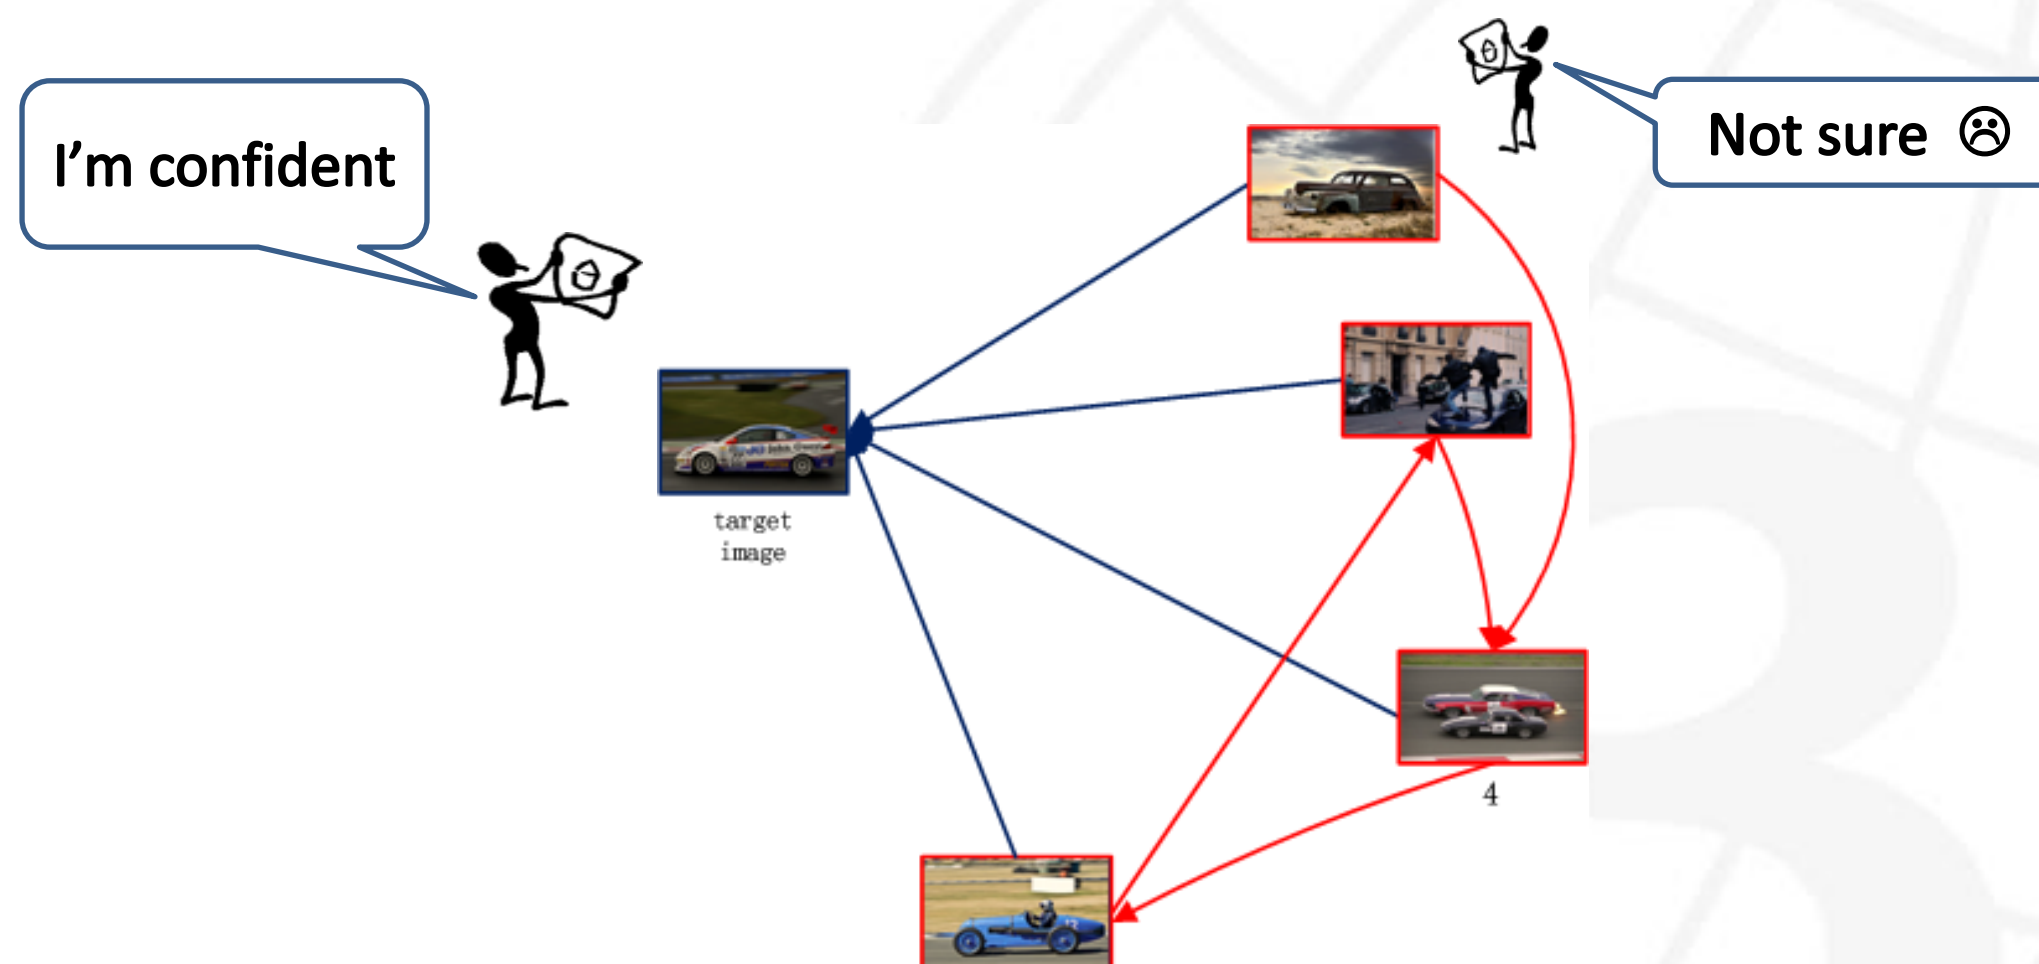 I'm confident
Not sure ☹
target
image
4